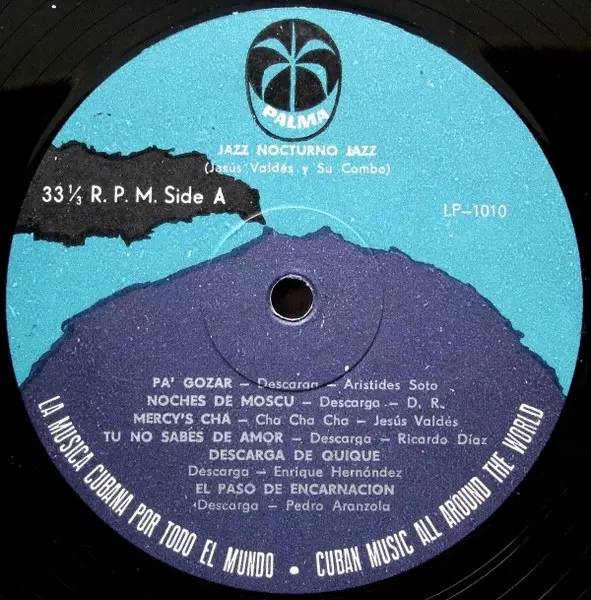 PALMA
JAZZ NOCTURNO JAZZ
(Jesús Valdés y Su Combo)
33 ⅓ R. P. M. Side A
LP-1010
PA' GOZAR - Descarga - Aristides Soto
NOCHES DE MOSCU - Descarga - D. R.
MERCY'S CHA - Cha Cha Cha - Jesús Valdés
TU NO SABES DE AMOR - Descarga - Ricardo Díaz
DESCARGA DE QUIQUE
Descarga - Enrique Hernández
EL PASO DE ENCARNACION
Descarga - Pedro Aranzola
LA MUSICA CUBANA POR TODO EL MUNDO • CUBAN MUSIC ALL AROUND THE WORLD